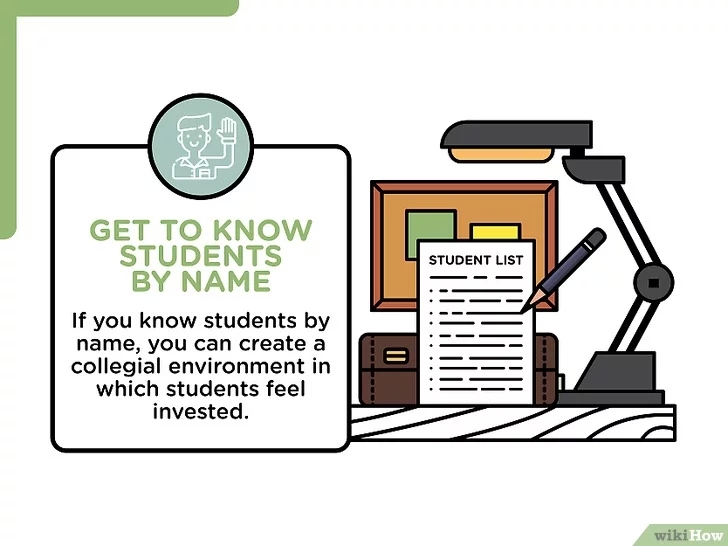 GET TO KNOW
STUDENTS
BY NAME
If you know students by
name, you can create a
collegial environment in
which students feel
invested.
STUDENT LIST
wikiHow